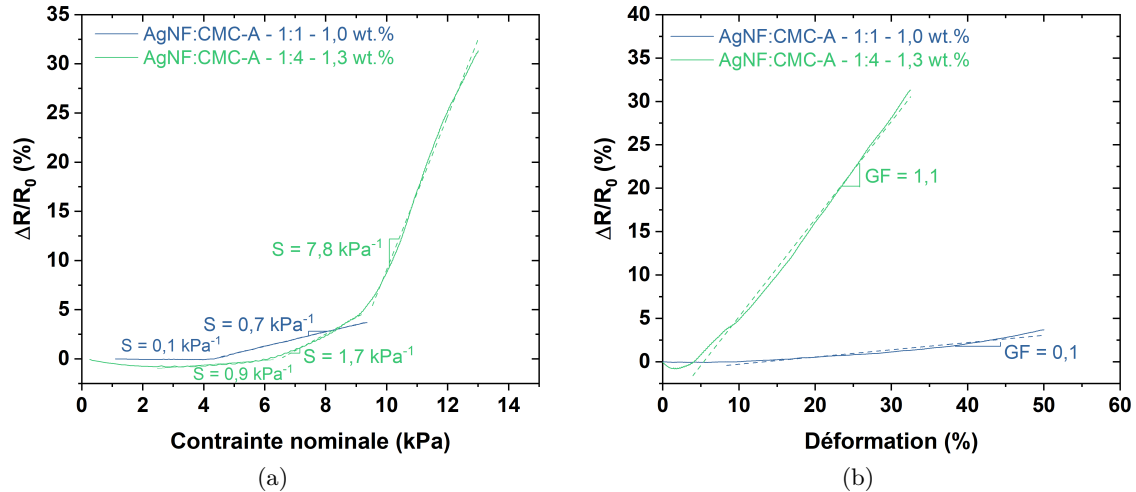 AgNF:CMC-A - 1:1 - 1,0 wt.%
AgNF:CMC-A - 1:4 - 1,3 wt.%
ΔR/R0 (%)
35
30
25
20
15
10
5
0
S = 7,8 kPa-1
S = 0,7 kPa-1
S = 0,1 kPa-1
S = 1,7 kPa-1
S = 0,9 kPa-1
0 2 4 6 8 10 12 14
Contrainte nominale (kPa)
(a)
AgNF:CMC-A - 1:1 - 1,0 wt.%
AgNF:CMC-A - 1:4 - 1,3 wt.%
ΔR/R0 (%)
40
35
30
25
20
15
10
5
0
GF = 1,1
GF = 0,1
0 10 20 30 40 50 60
Déformation (%)
(b)